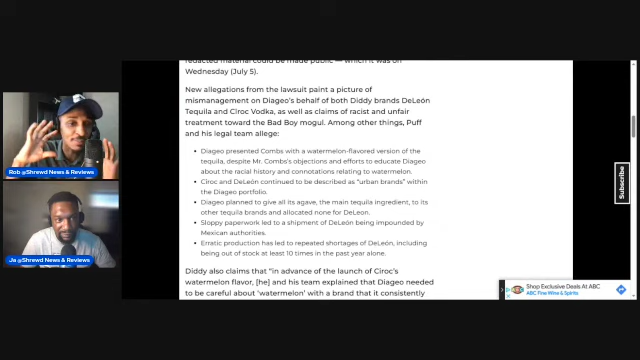 redacted material could be made public — which it was on
Wednesday (July 5).
New allegations from the lawsuit paint a picture of
mismanagement on Diageo's behalf of both Diddy brands DeLeón
Tequila and Cîroc Vodka, as well as claims of racist and unfair
treatment toward the Bad Boy mogul. Among other things, Puff
and his legal team allege:
• Diageo presented Combs with a watermelon-flavored version of the
tequila, despite Mr. Combs's objections and efforts to educate Diageo
about the racial history and connotations relating to watermelon.
• Cîroc and DeLeón continued to be described as "urban brands" within
the Diageo portfolio.
• Diageo planned to give all its agave, the main tequila ingredient, to its
other tequila brands and allocated none for DeLeon.
• Sloppy paperwork led to a shipment of DeLeón being impounded by
Mexican authorities.
• Erratic production has led to repeated shortages of DeLeón, including
being out of stock at least 10 times in the past year alone.
Diddy also claims that "in advance of the launch of Ciroc's
watermelon flavor, [he] and his team explained that Diageo needed
to be careful about 'watermelon' with a brand that it consistently
Rob @Shrewd News & Reviews
Ja @Shrewd News & Reviews
Subscribe
Shop Exclusive Deals At ABC
ABC Fine Wine & Spirits